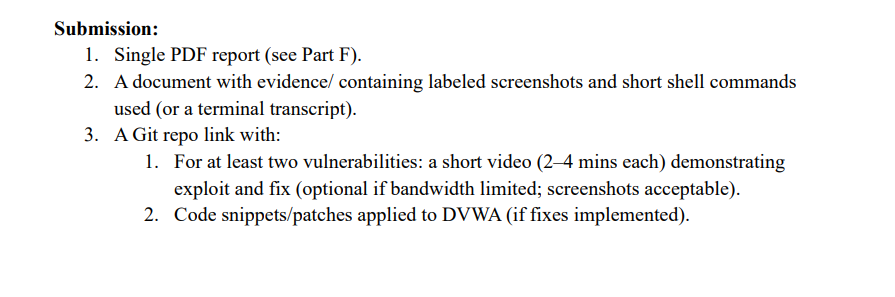 Submission:
1. Single PDF report (see Part F).
2. A document with evidence/ containing labeled screenshots and short shell commands
used (or a terminal transcript).
3. A Git repo link with:
1. For at least two vulnerabilities: a short video (2–4 mins each) demonstrating
exploit and fix (optional if bandwidth limited; screenshots acceptable).
2. Code snippets/patches applied to DVWA (if fixes implemented).